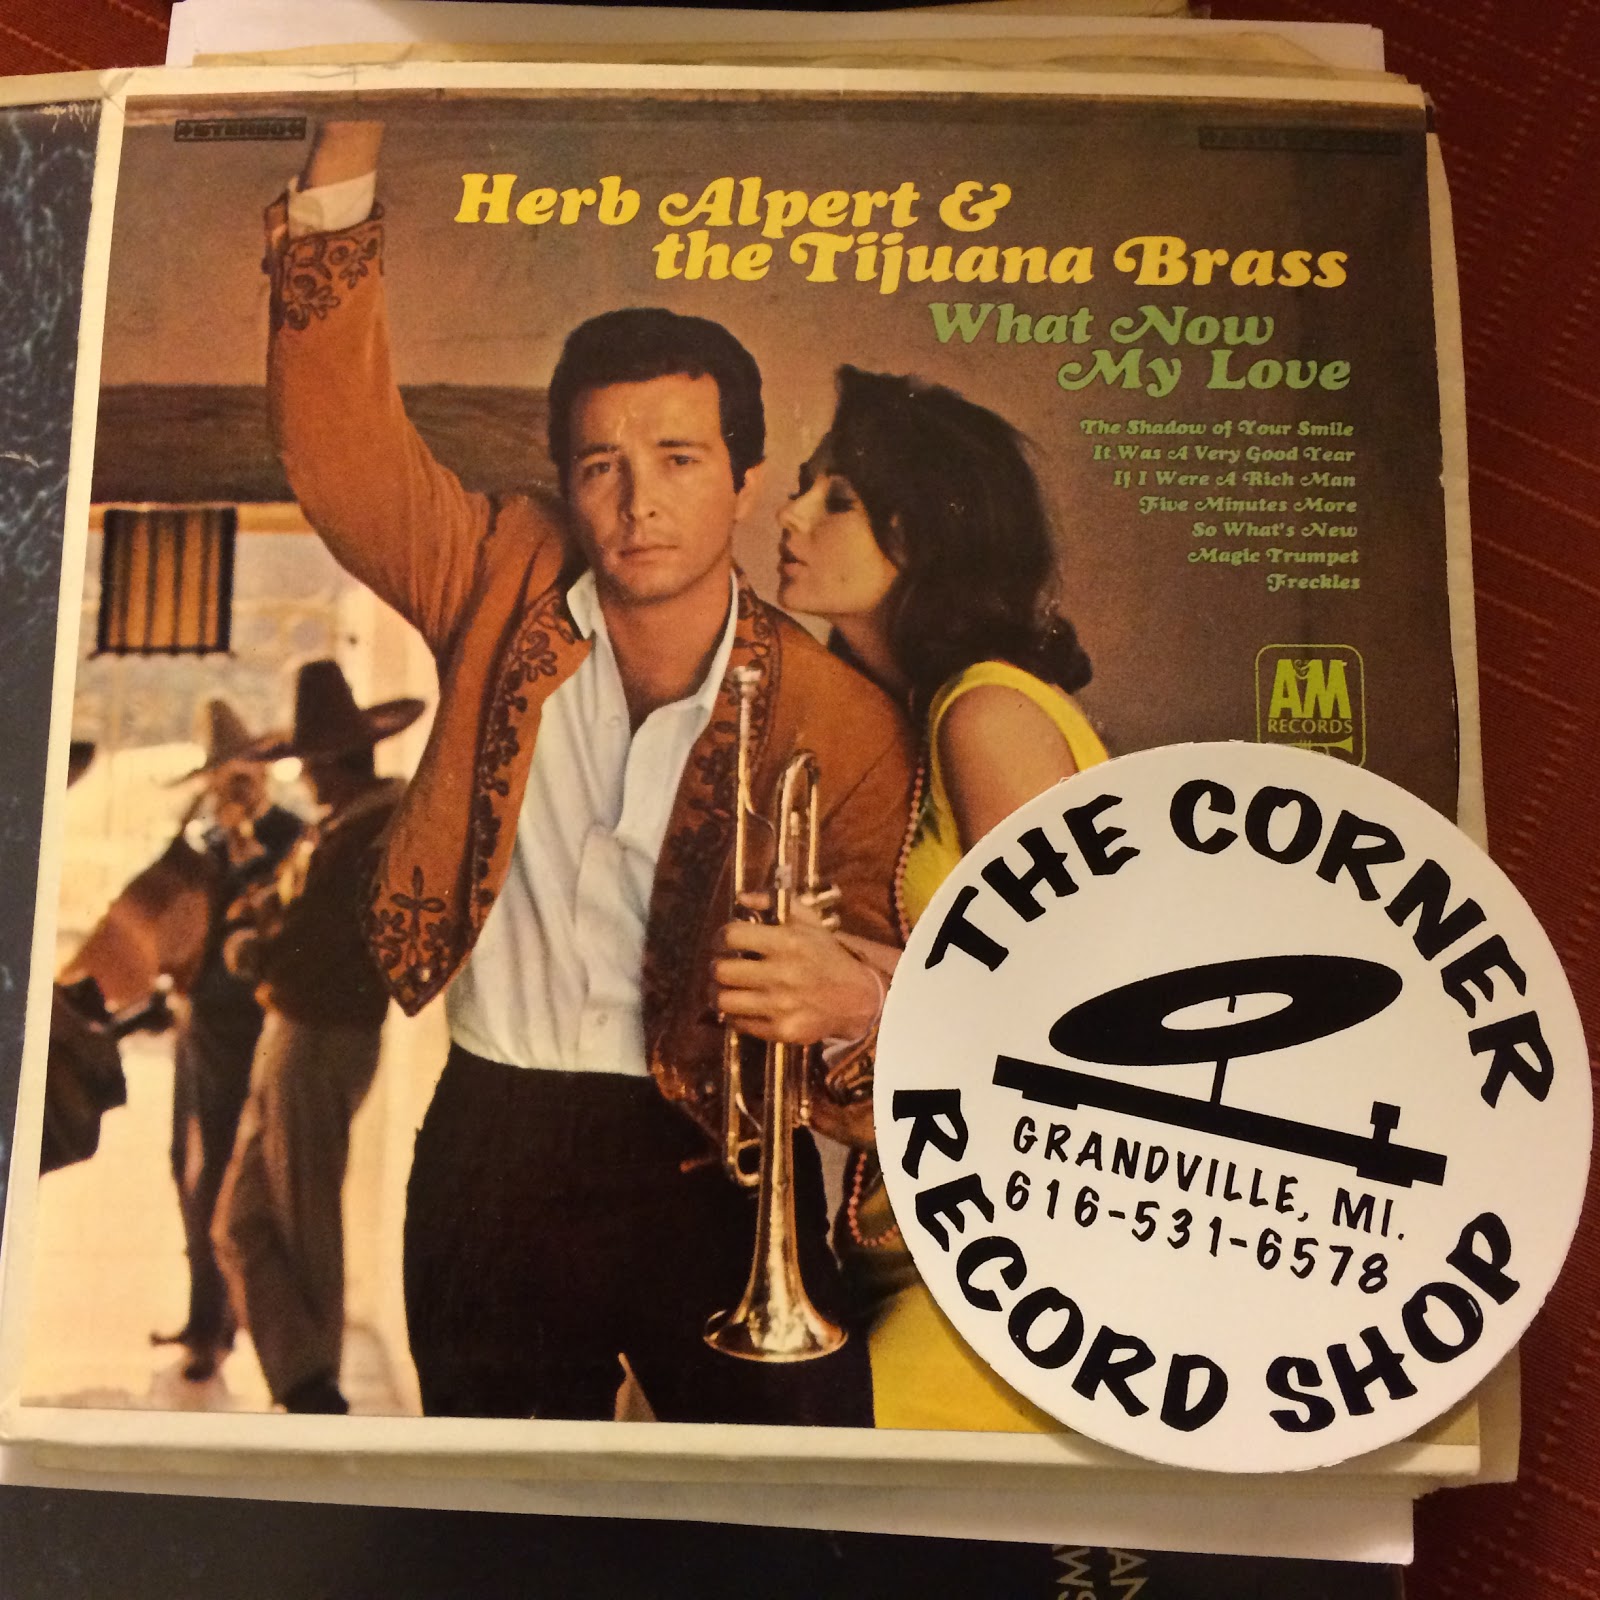 STEREO
Herb Alpert &
the Tijuana Brass
What Now
My Love
The Shadow of Your Smile
It Was A Very Good Year
If I Were A Rich Man
Five Minutes More
So What's New
Magic Trumpet
Freckles
A&M
RECORDS
THE CORNER
RECORD SHOP
GRANDVILLE, MI.
616-531-6578